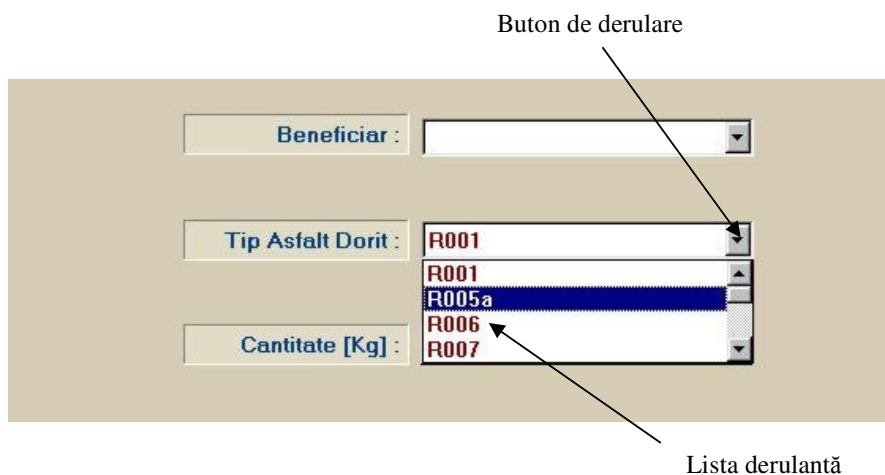 Buton de derulare
Beneficiar :
Tip Asfalt Dorit : R001
R001
R005a
R006
Cantitate [Kg] : R007
Lista derulantă